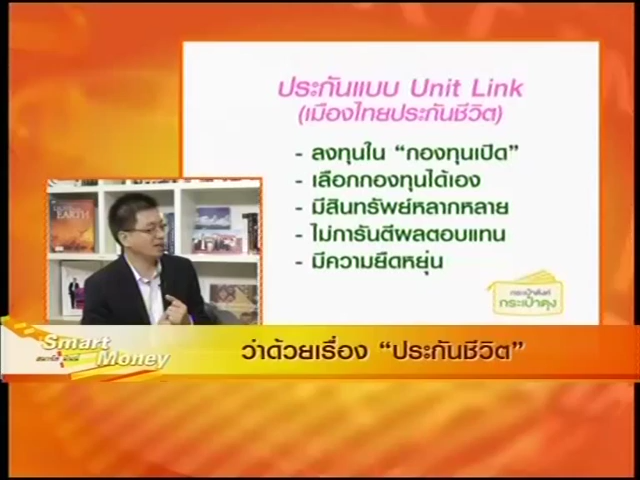 ประกันแบบ Unit Link
(เมืองไทยประกันชีวิต)
- ลงทุนใน “กองทุนเปิด”
- เลือกกองทุนได้เอง
- มีสินทรัพย์หลากหลาย
- ไม่การันตีผลตอบแทน
- มีความยืดหยุ่น
EARTH
กระเป๋าตังค์
กระเป๋าตุง
Smart
Money
ว่าด้วยเรื่อง “ประกันชีวิต”